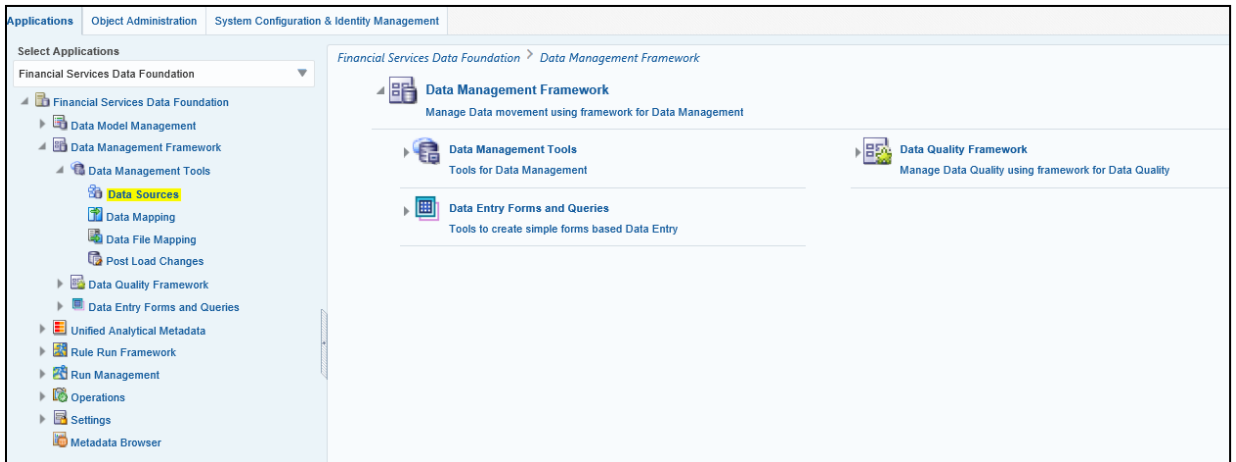 Applications Object Administration System Configuration & Identity Management
Select Applications
Financial Services Data Foundation
Financial Services Data Foundation
Data Model Management
Data Management Framework
Data Management Tools
Data Sources
Data Mapping
Data File Mapping
Post Load Changes
Data Quality Framework
Data Entry Forms and Queries
Unified Analytical Metadata
Rule Run Framework
Run Management
Operations
Settings
Metadata Browser
Financial Services Data Foundation > Data Management Framework
Data Management Framework
Manage Data movement using framework for Data Management
Data Management Tools
Tools for Data Management
Data Quality Framework
Manage Data Quality using framework for Data Quality
Data Entry Forms and Queries
Tools to create simple forms based Data Entry